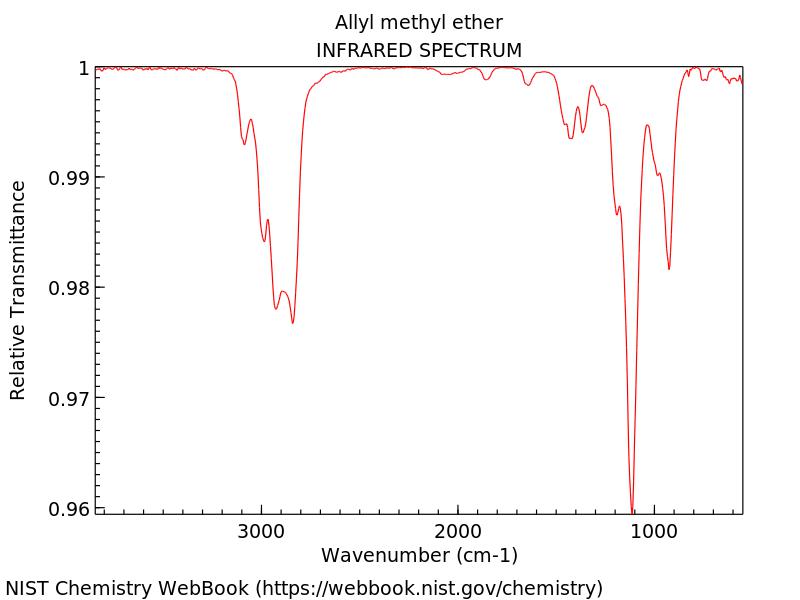 Allyl methyl ether
INFRARED SPECTRUM
1
0.99
0.98
0.97
0.96
Relative Transmittance
3000
2000
1000
Wavenumber (cm-1)
NIST Chemistry WebBook (https://webbook.nist.gov/chemistry)